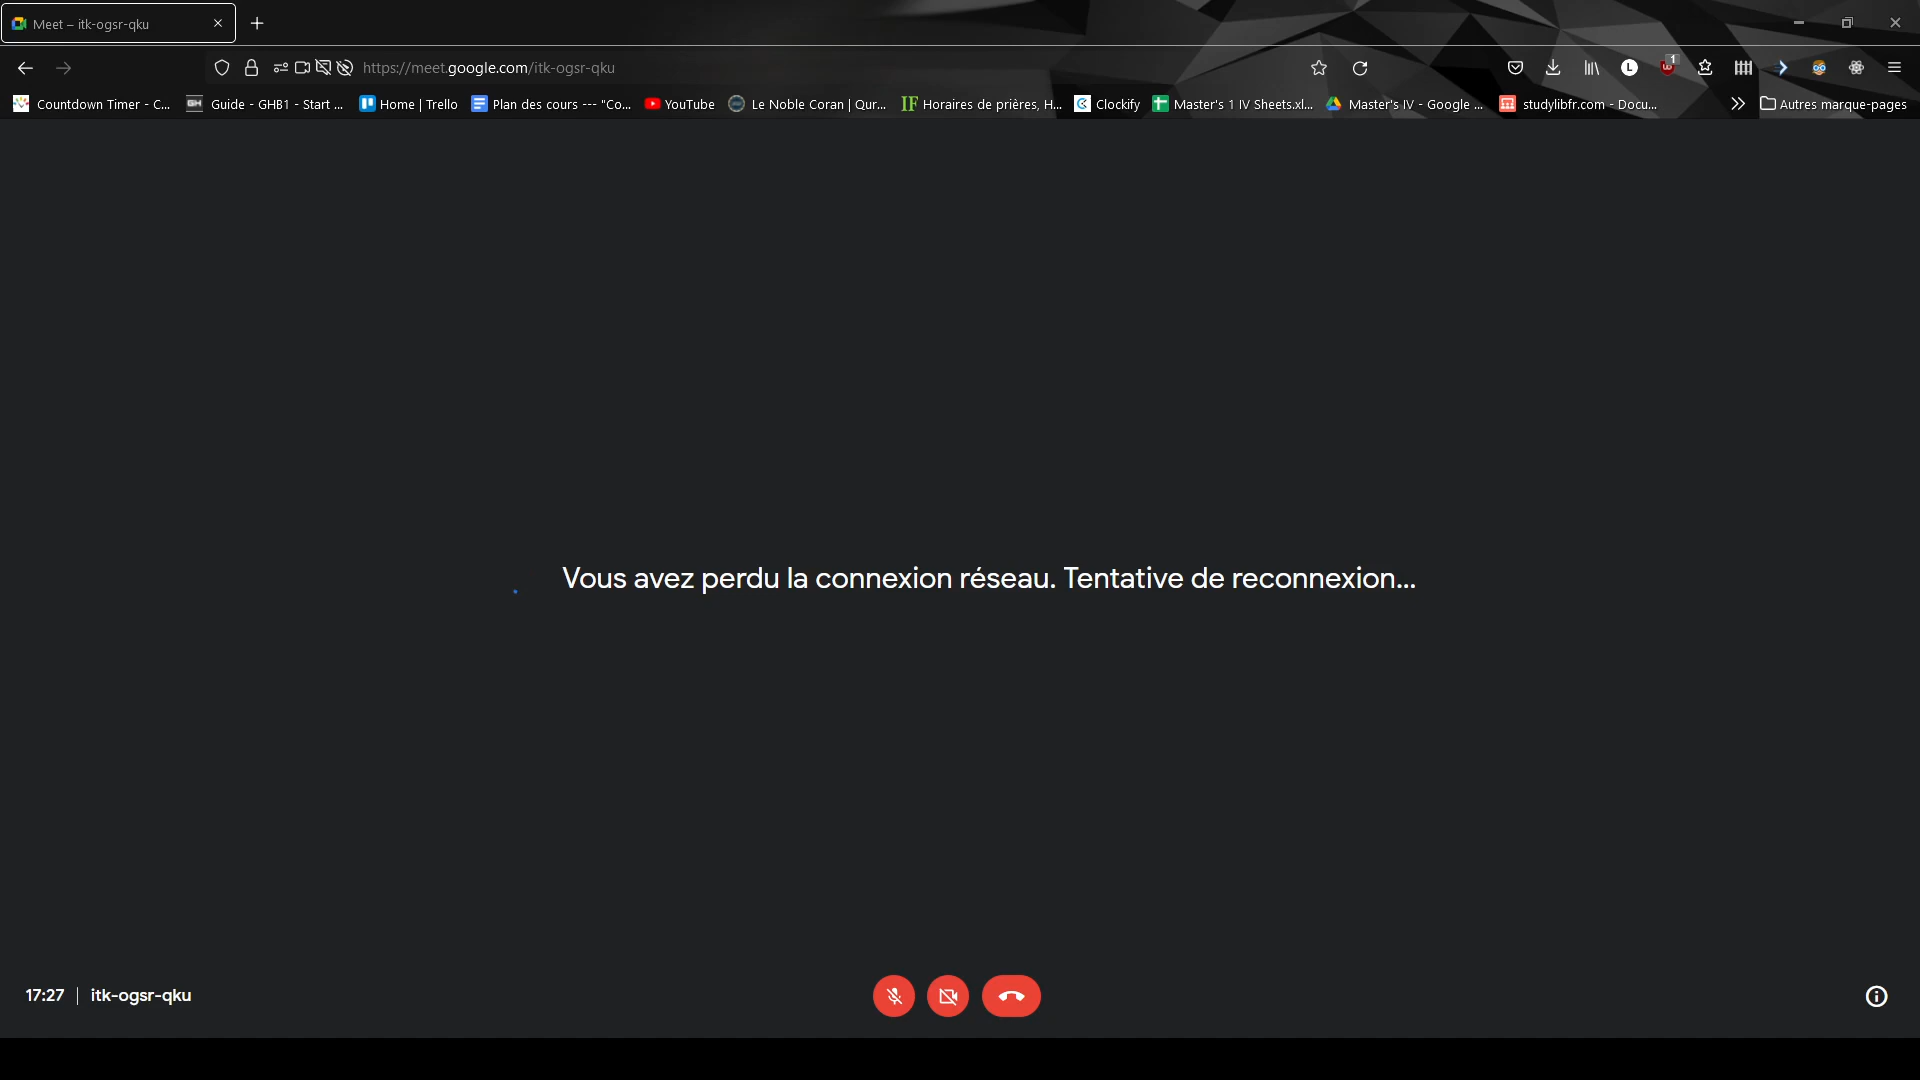 Meet – itk-ogsr-qku
https://meet.google.com/itk-ogsr-qku
L
1
Countdown Timer - C...
GH
Guide - GHB1 - Start ...
Home | Trello
Plan des cours --- "Co...
YouTube
Le Noble Coran | Qur...
IF
Horaires de prières, H...
Clockify
Master's 1 IV Sheets.xl...
Master's IV - Google ...
studylibfr.com - Docu...
Autres marque-pages
Vous avez perdu la connexion réseau. Tentative de reconnexion...
17:27 | itk-ogsr-qku